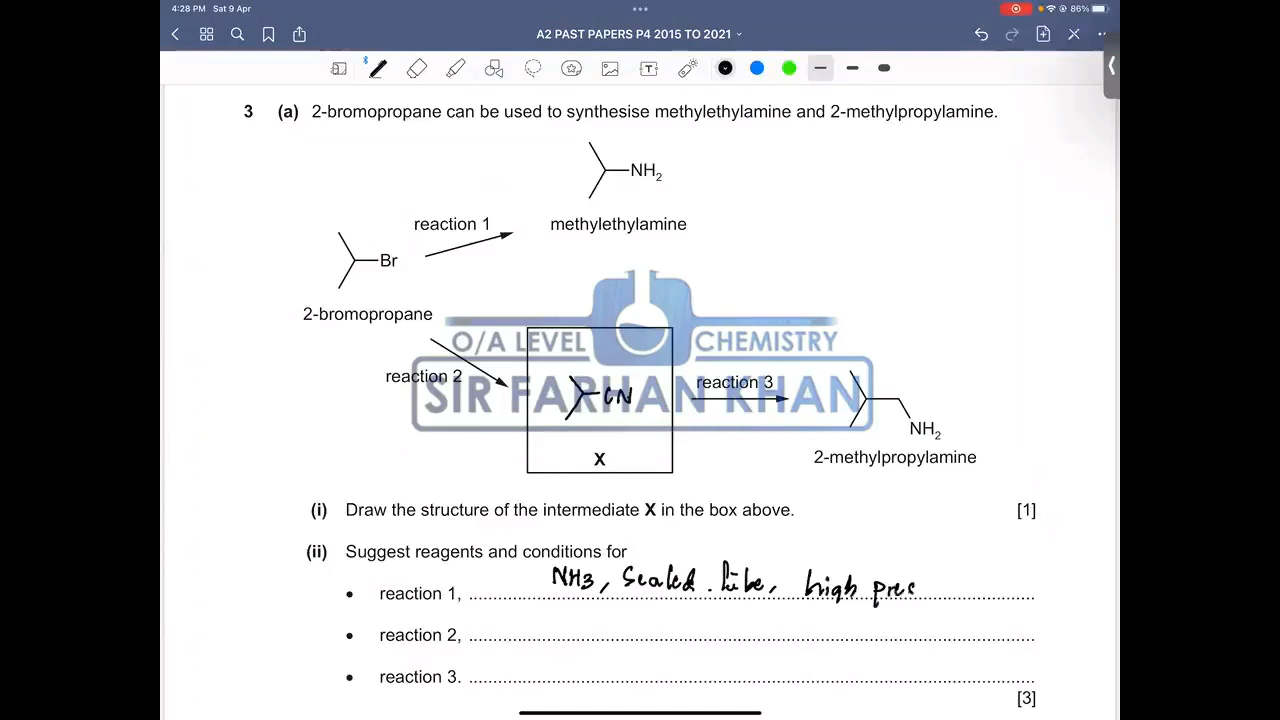 4:28 PM Sat 9 Apr
86%
A2 PAST PAPERS P4 2015 TO 2021
3 (a) 2-bromopropane can be used to synthesise methylethylamine and 2-methylpropylamine.
NH2
reaction 1
methylethylamine
Br
2-bromopropane
O/A LEVEL CHEMISTRY
reaction 2
reaction 3
SIR FARHAN KHAN
CN
NH2
X
2-methylpropylamine
(i) Draw the structure of the intermediate X in the box above. [1]
(ii) Suggest reagents and conditions for
• reaction 1, NH3, Sealed tube, high pres
• reaction 2, ................................................
• reaction 3. ................................................
[3]